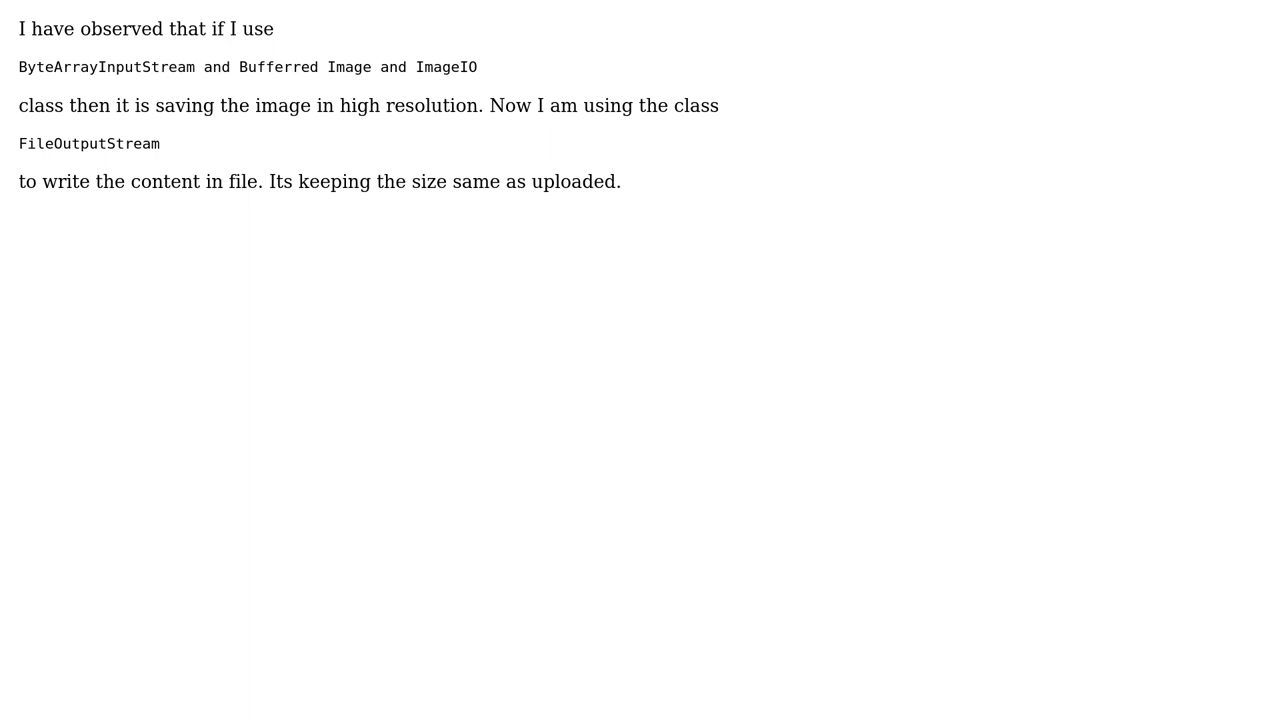 I have observed that if I use
ByteArrayInputStream and Bufferred Image and ImageIO
class then it is saving the image in high resolution. Now I am using the class
FileOutputStream
to write the content in file. Its keeping the size same as uploaded.